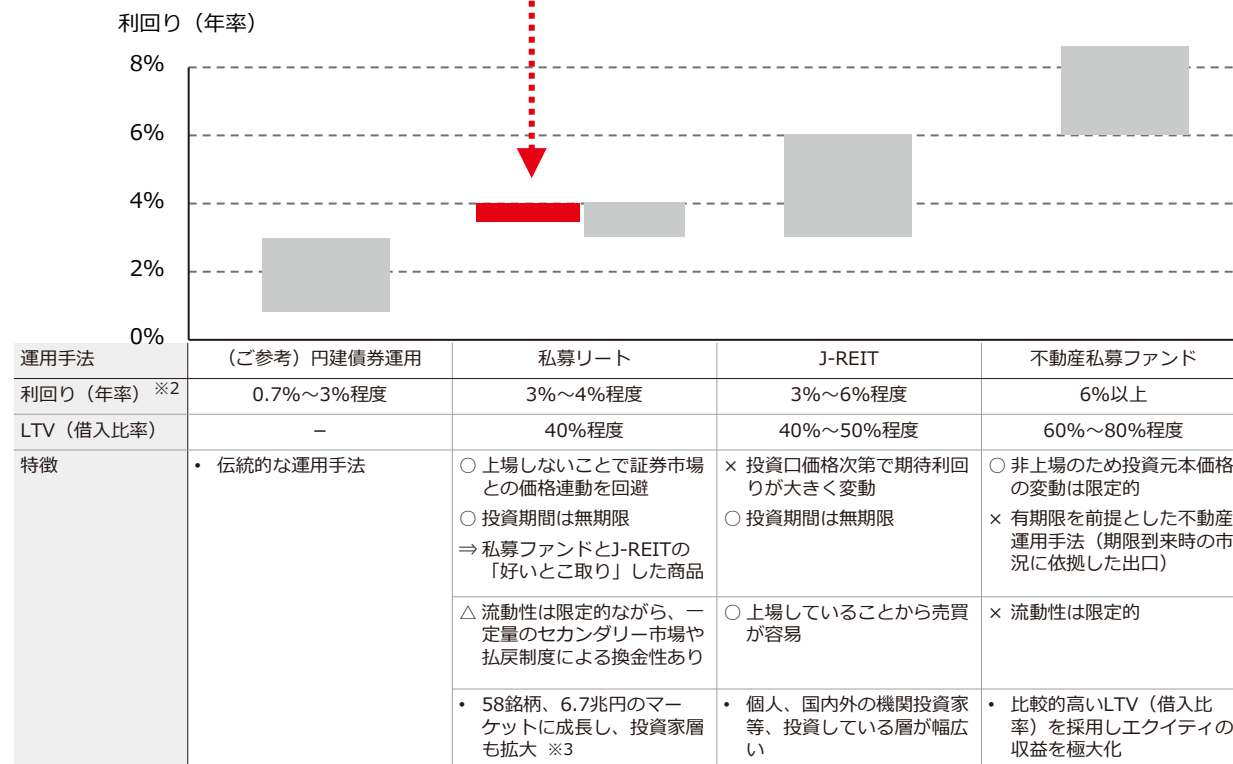 利回り（年率）
8%
6%
4%
2%
0%
運用手法
（ご参考）円建債券運用
私募リート
J-REIT
不動産私募ファンド
利回り（年率） ※2
0.7%～3%程度
3%～4%程度
3%～6%程度
6%以上
LTV（借入比率）
－
40%程度
40%～50%程度
60%～80%程度
特徴
• 伝統的な運用手法
○ 上場しないことで証券市場
との価格連動を回避
○ 投資期間は無期限
⇒ 私募ファンドとJ-REITの
「好いとこ取り」した商品
× 投資口価格次第で期待利回
りが大きく変動
○ 投資期間は無期限
○ 非上場のため投資元本価格
の変動は限定的
× 有期限を前提とした不動産
運用手法（期限到来時の市
況に依拠した出口）
△ 流動性は限定的ながら、一
定量のセカンダリー市場や
払戻制度による換金性あり
○ 上場していることから売買
が容易
× 流動性は限定的
• 58銘柄、6.7兆円のマー
ケットに成長し、投資家層
も拡大 ※3
• 個人、国内外の機関投資家
等、投資している層が幅広
い
• 比較的高いLTV（借入比
率）を採用しエクイティの
収益を極大化